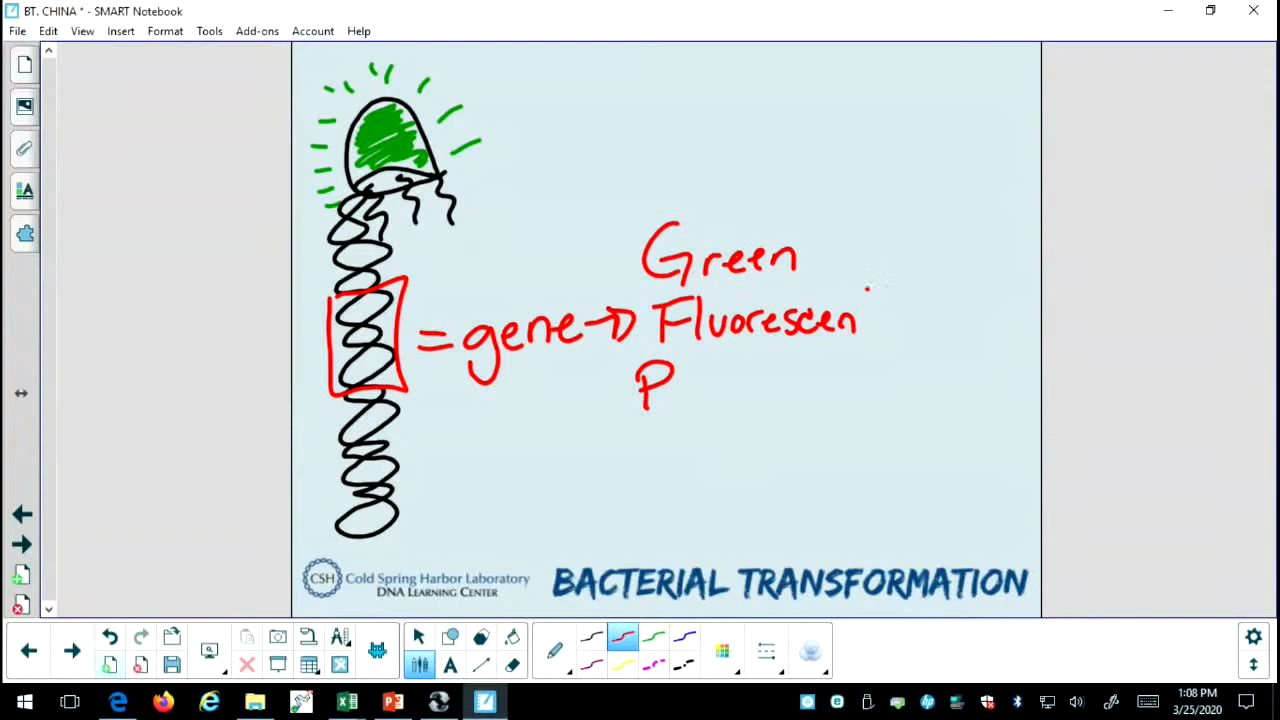 BT. CHINA * - SMART Notebook
File Edit View Insert Format Tools Add-ons Account Help
Green
= gene → Fluorescen
P
CSH Cold Spring Harbor Laboratory
DNA LEARNING CENTER
BACTERIAL TRANSFORMATION
1:08 PM
3/25/2020